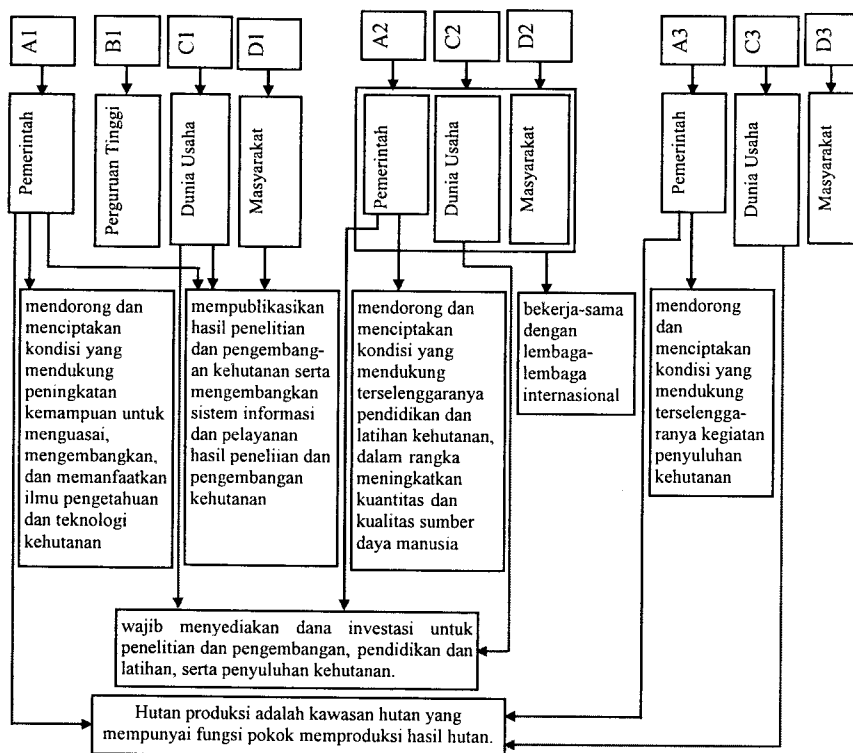 A1
B1
C1
D1
A2
C2
D2
A3
C3
D3
Pemerintah
Perguruan Tinggi
Dunia Usaha
Masyarakat
Pemerintah
Dunia Usaha
Masyarakat
Pemerintah
Dunia Usaha
Masyarakat
mendorong dan
menciptakan
kondisi yang
mendukung
peningkatan
kemampuan untuk
menguasai,
mengembangkan,
dan memanfaatkan
ilmu pengetahuan
dan teknologi
kehutanan
mempublikasikan
hasil penelitian
dan pengembang-
an kehutanan serta
mengembangkan
sistem informasi
dan pelayanan
hasil peneliian dan
pengembangan
kehutanan
mendorong dan
menciptakan
kondisi yang
mendukung
terselenggaranya
pendidikan dan
latihan kehutanan,
dalam rangka
meningkatkan
kuantitas dan
kualitas sumber
daya manusia
bekerja-sama
dengan
lembaga-
lembaga
internasional
mendorong
dan
menciptakan
kondisi yang
mendukung
terselengga-
ranya kegiatan
penyuluhan
kehutanan
wajib menyediakan dana investasi untuk
penelitian dan pengembangan, pendidikan dan
latihan, serta penyuluhan kehutanan.
Hutan produksi adalah kawasan hutan yang
mempunyai fungsi pokok memproduksi hasil hutan.